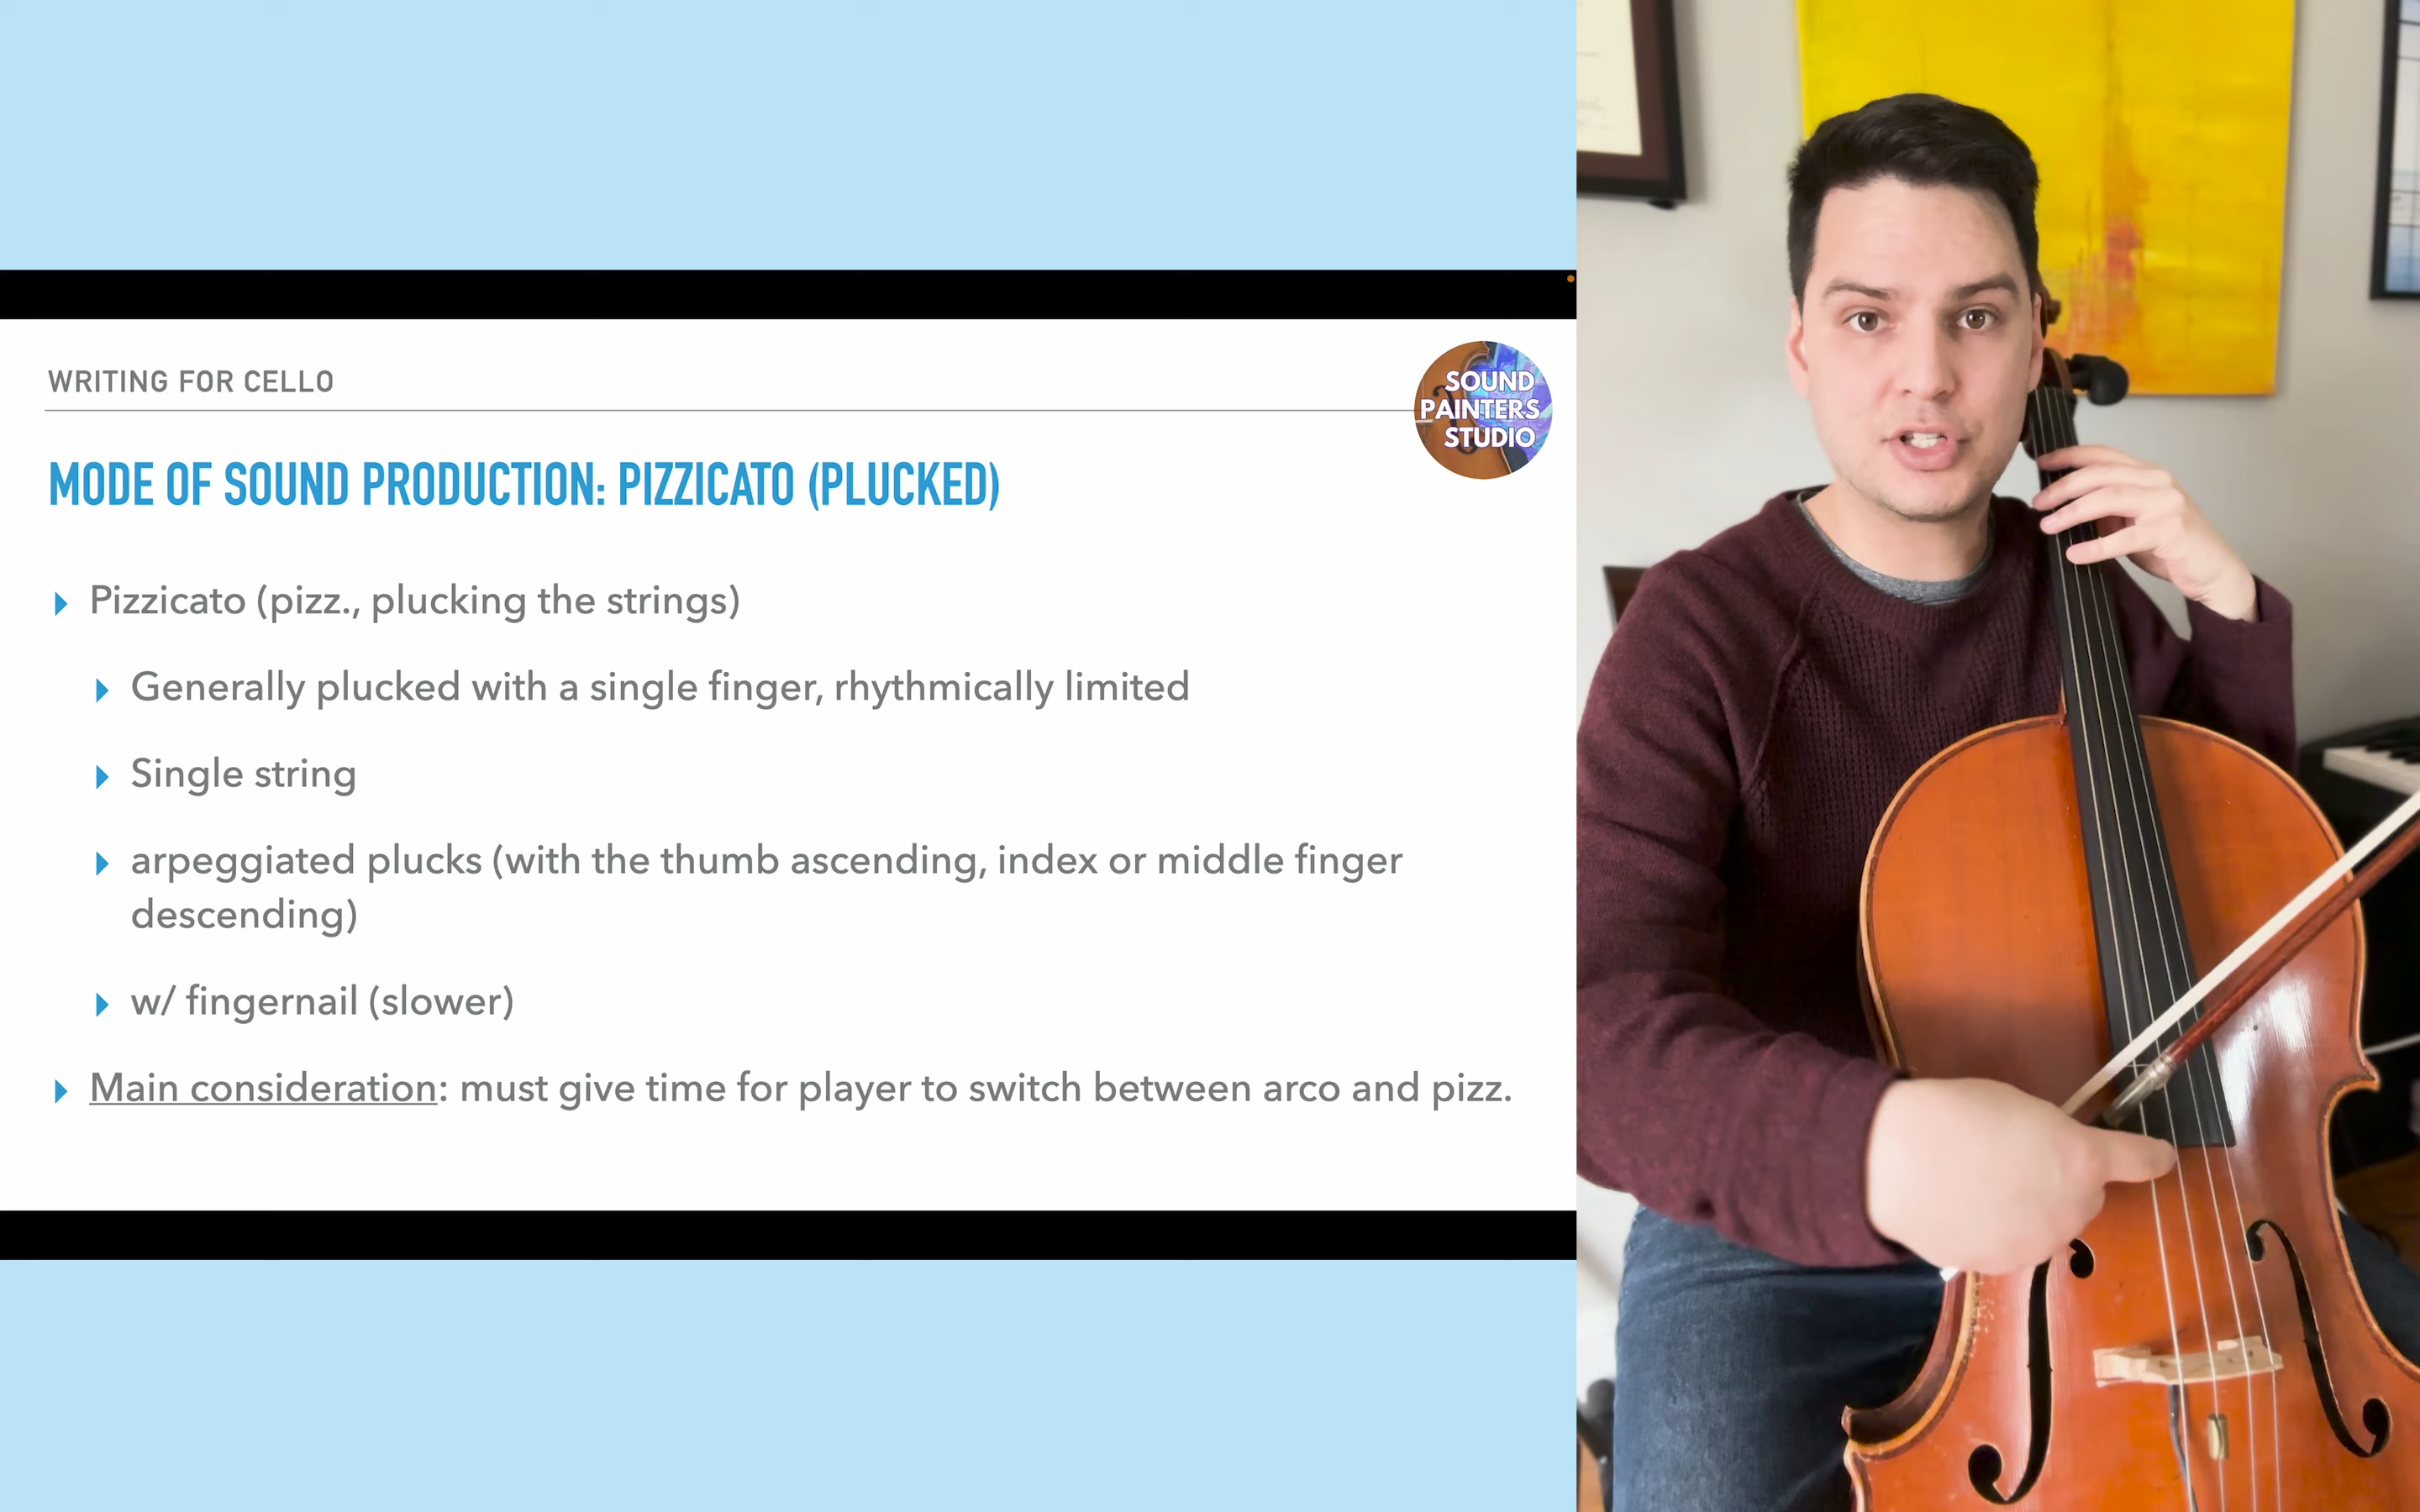 WRITING FOR CELLO
SOUND
PAINTERS
STUDIO
MODE OF SOUND PRODUCTION: PIZZICATO (PLUCKED)
Pizzicato (pizz., plucking the strings)
Generally plucked with a single finger, rhythmically limited
Single string
arpeggiated plucks (with the thumb ascending, index or middle finger
descending)
w/ fingernail (slower)
Main consideration: must give time for player to switch between arco and pizz.